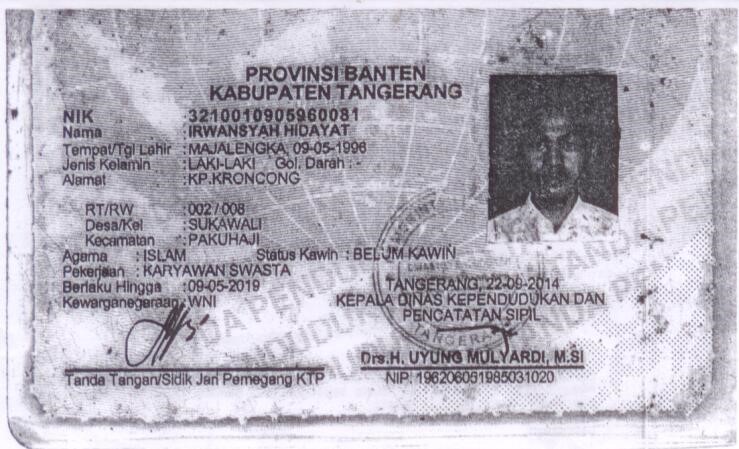 PROVINSI BANTEN
KABUPATEN TANGERANG
NIK : 3210010905960081
Nama : IRWANSYAH HIDAYAT
Tempat/Tgl Lahir : MAJALENGKA, 09-05-1996
Jenis Kelamin : LAKI-LAKI Gol. Darah : -
Alamat : KP.KRONCONG
RT/RW : 002 / 008
Desa/Kel : SUKAWALI
Kecamatan : PAKUHAJI
Agama : ISLAM Status Kawin : BELUM KAWIN
Pekerjaan : KARYAWAN SWASTA
Berlaku Hingga : 09-05-2019
Kewarganegaraan : WNI
TANGERANG, 22-09-2014
KEPALA DINAS KEPENDUDUKAN DAN
PENCATATAN SIPIL
TANGERANG
Drs.H. UYUNG MULYARDI, M.SI
Tanda Tangan/Sidik Jari Pemegang KTP
NIP. 196206051985031020